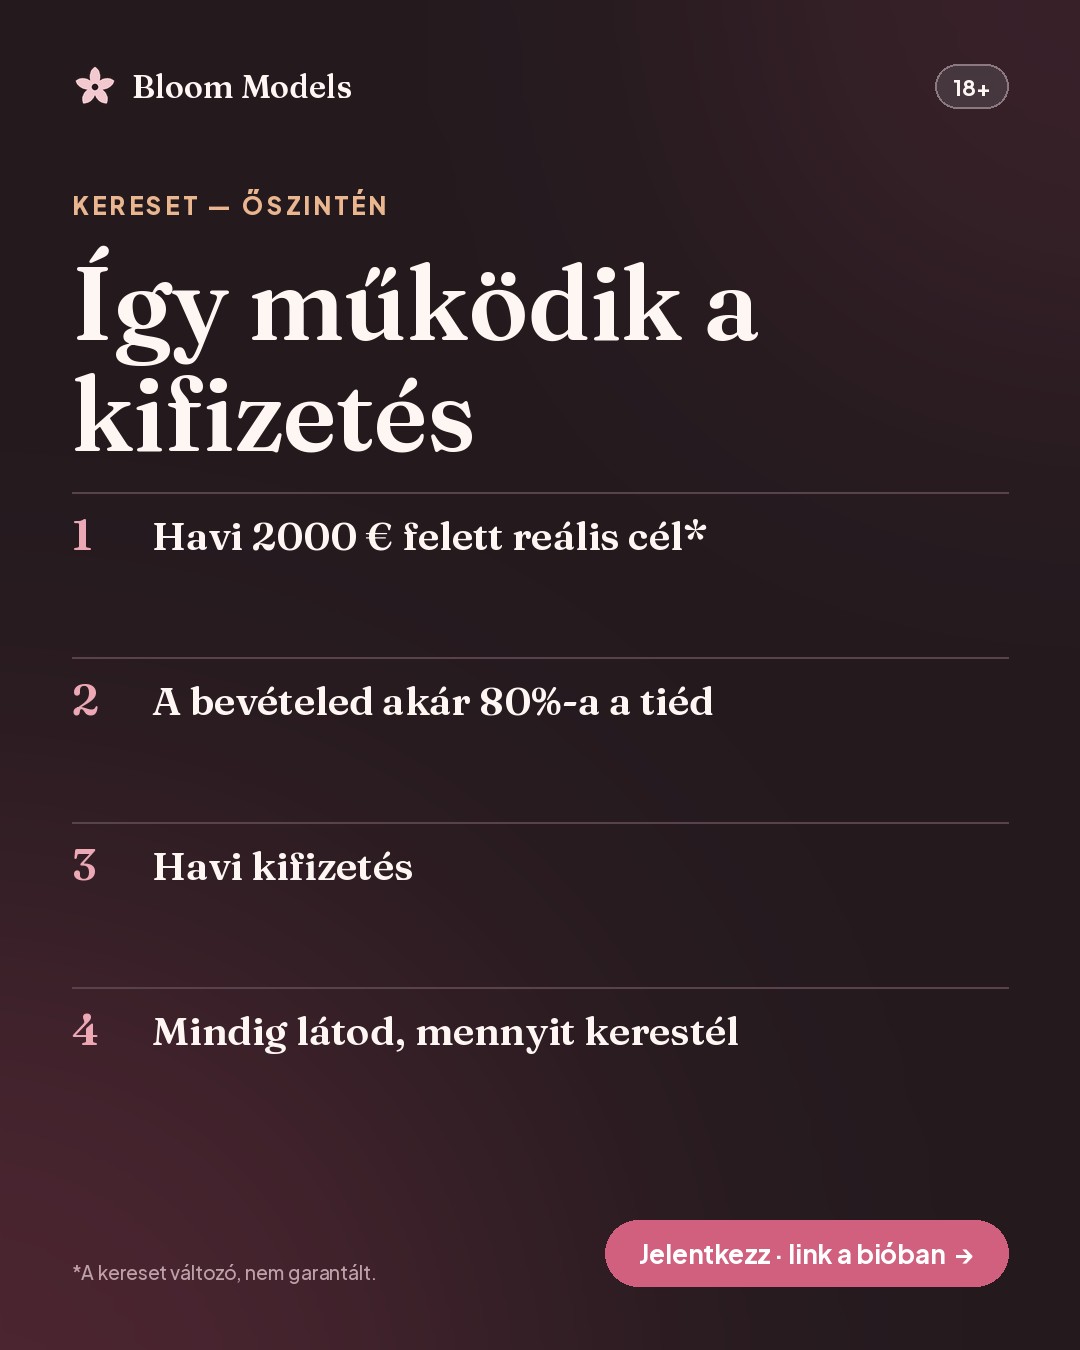 Bloom Models
18+
KERESET — ŐSZINTÉN
Így működik a
kifizetés
1 Havi 2000 € felett reális cél*
2 A bevételed akár 80%-a a tiéd
3 Havi kifizetés
4 Mindig látod, mennyit kerestél
*A kereset változó, nem garantált.
Jelentkezz · link a bióban →